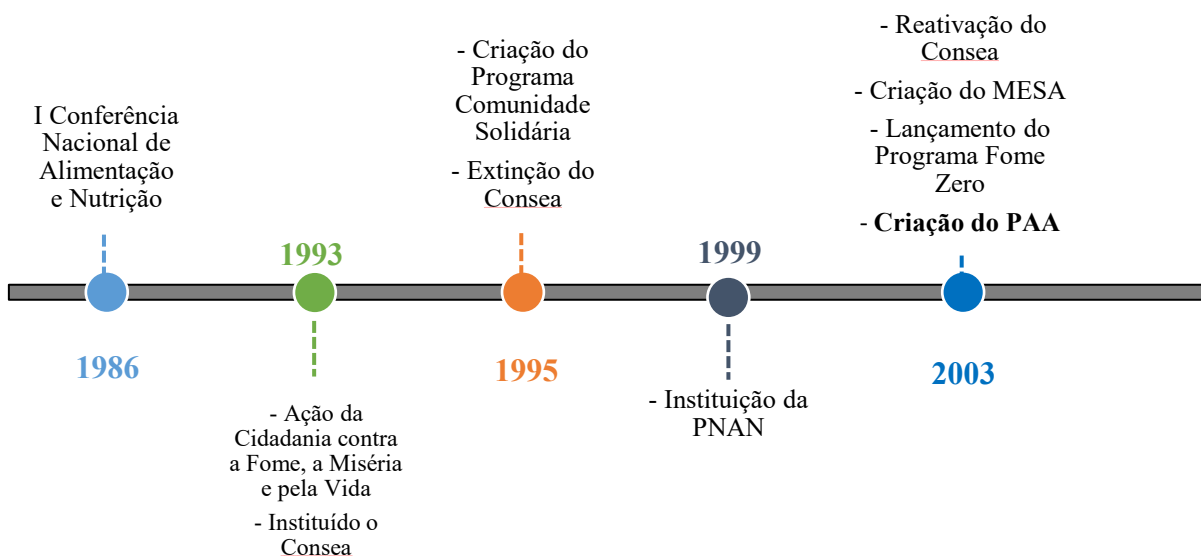 I Conferência
Nacional de
Alimentação
e Nutrição
1986
1993
- Ação da
Cidadania contra
a Fome, a Miséria
e pela Vida
- Instituído o
Consea
- Criação do
Programa
Comunidade
Solidária
- Extinção do
Consea
1995
1999
- Instituição da
PNAN
- Reativação do
Consea
- Criação do MESA
- Lançamento do
Programa Fome
Zero
- Criação do PAA
2003